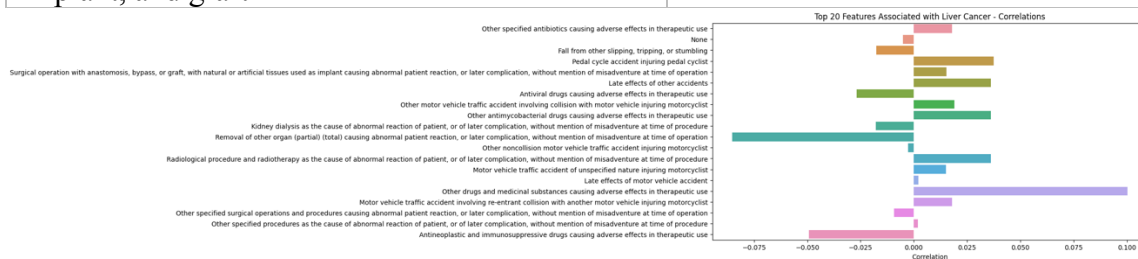 Top 20 Features Associated with Liver Cancer - Correlations
Other specified antibiotics causing adverse effects in therapeutic use
None
Fall from other slipping, tripping, or stumbling
Pedal cycle accident injuring pedal cyclist
Surgical operation with anastomosis, bypass, or graft, with natural or artificial tissues used as implant causing abnormal patient reaction, or later complication, without mention of misadventure at time of operation
Late effects of other accidents
Antiviral drugs causing adverse effects in therapeutic use
Other motor vehicle traffic accident involving collision with motor vehicle injuring motorcyclist
Other antimycobacterial drugs causing adverse effects in therapeutic use
Kidney dialysis as the cause of abnormal reaction of patient, or of later complication, without mention of misadventure at time of procedure
Removal of other organ (partial) (total) causing abnormal patient reaction, or later complication, without mention of misadventure at time of operation
Other noncollision motor vehicle traffic accident injuring motorcyclist
Radiological procedure and radiotherapy as the cause of abnormal reaction of patient, or of later complication, without mention of misadventure at time of procedure
Motor vehicle traffic accident of unspecified nature injuring motorcyclist
Late effects of motor vehicle accident
Other drugs and medicinal substances causing adverse effects in therapeutic use
Motor vehicle traffic accident involving re-entrant collision with another motor vehicle injuring motorcyclist
Other specified surgical operations and procedures causing abnormal patient reaction, or later complication, without mention of misadventure at time of operation
Other specified procedures as the cause of abnormal reaction of patient, or of later complication, without mention of misadventure at time of procedure
Antineoplastic and immunosuppressive drugs causing adverse effects in therapeutic use
−0.075 −0.050 −0.025 0.000 0.025 0.050 0.075 0.100
Correlation